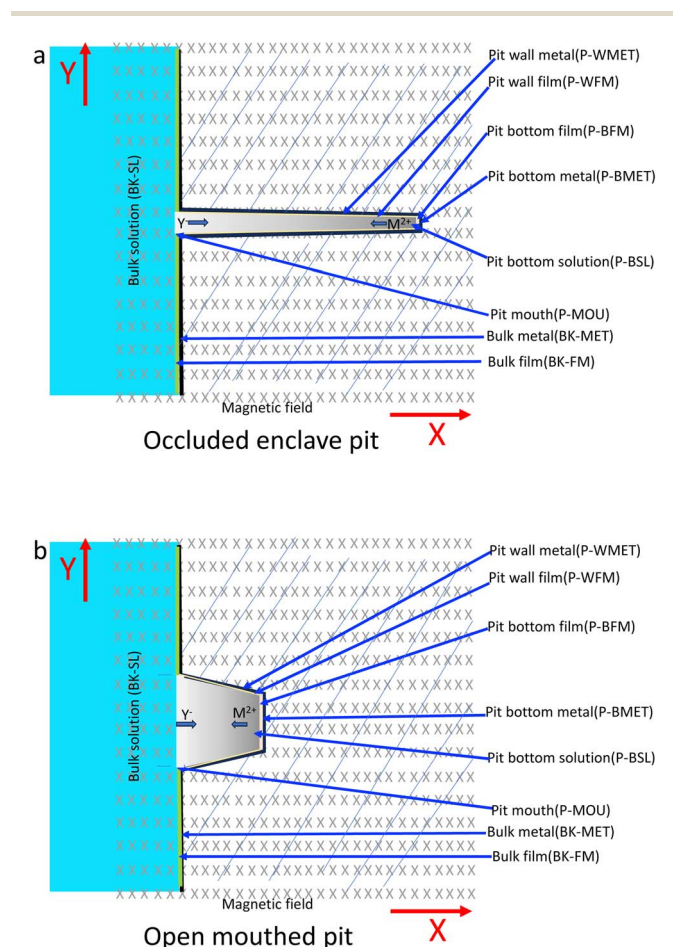 a
Y
Bulk solution (BK-SL)
Y
M²⁺
Pit wall metal(P-WMET)
Pit wall film(P-WFM)
Pit bottom film(P-BFM)
Pit bottom metal(P-BMET)
Pit bottom solution(P-BSL)
Pit mouth(P-MOU)
Bulk metal(BK-MET)
Bulk film(BK-FM)
Magnetic field
X
Occluded enclave pit
b
Y
Bulk solution (BK-SL)
Y⁻
M²⁺
Pit wall metal(P-WMET)
Pit wall film(P-WFM)
Pit bottom film(P-BFM)
Pit bottom metal(P-BMET)
Pit bottom solution(P-BSL)
Pit mouth(P-MOU)
Bulk metal(BK-MET)
Bulk film(BK-FM)
Magnetic field
X
Open mouthed pit